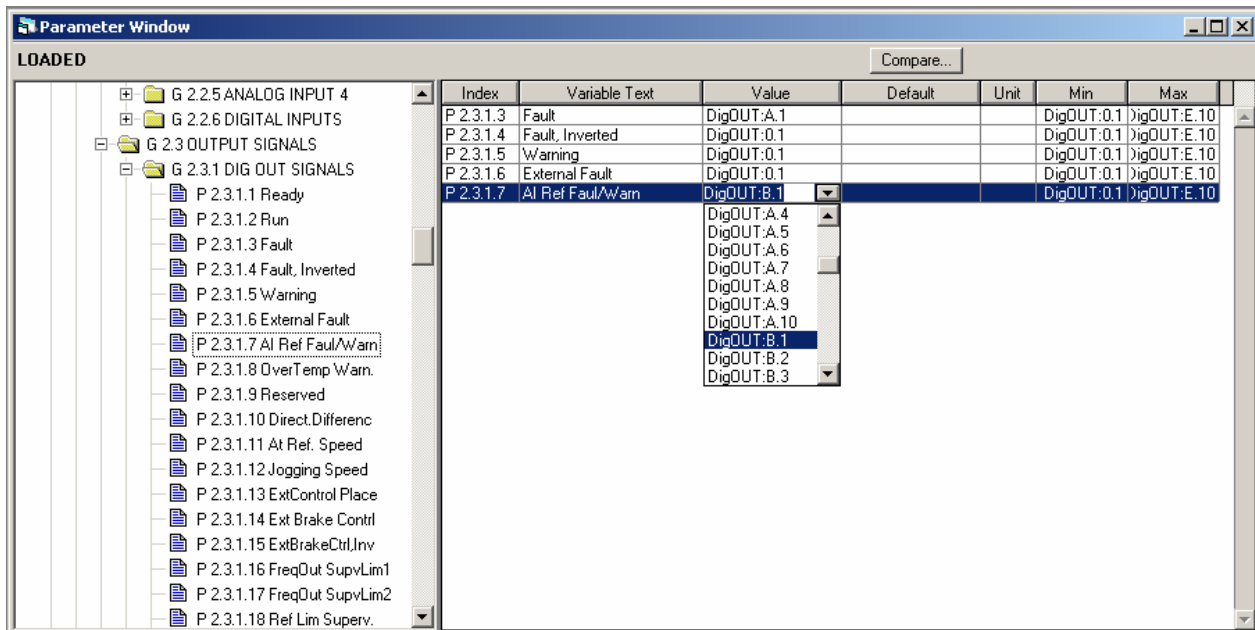 Parameter Window
LOADED
Compare...
G 2.2.5 ANALOG INPUT 4
G 2.2.6 DIGITAL INPUTS
G 2.3 OUTPUT SIGNALS
G 2.3.1 DIG OUT SIGNALS
P 2.3.1.1 Ready
P 2.3.1.2 Run
P 2.3.1.3 Fault
P 2.3.1.4 Fault, Inverted
P 2.3.1.5 Warning
P 2.3.1.6 External Fault
P 2.3.1.7 AI Ref Faul/Warn
P 2.3.1.8 OverTemp Warn.
P 2.3.1.9 Reserved
P 2.3.1.10 Direct.Differenc
P 2.3.1.11 At Ref. Speed
P 2.3.1.12 Jogging Speed
P 2.3.1.13 ExtControl Place
P 2.3.1.14 Ext Brake Contrl
P 2.3.1.15 ExtBrakeCtrl,Inv
P 2.3.1.16 FreqOut SupvLim1
P 2.3.1.17 FreqOut SupvLim2
P 2.3.1.18 Ref Lim Superv.
Index Variable Text Value Default Unit Min Max
P 2.3.1.3 Fault DigOUT:A.1 DigOUT:0.1 DigOUT:E.10
P 2.3.1.4 Fault, Inverted DigOUT:0.1 DigOUT:0.1 DigOUT:E.10
P 2.3.1.5 Warning DigOUT:0.1 DigOUT:0.1 DigOUT:E.10
P 2.3.1.6 External Fault DigOUT:0.1 DigOUT:0.1 DigOUT:E.10
P 2.3.1.7 AI Ref Faul/Warn DigOUT:B.1 DigOUT:0.1 DigOUT:E.10
DigOUT:A.4
DigOUT:A.5
DigOUT:A.6
DigOUT:A.7
DigOUT:A.8
DigOUT:A.9
DigOUT:A.10
DigOUT:B.1
DigOUT:B.2
DigOUT:B.3